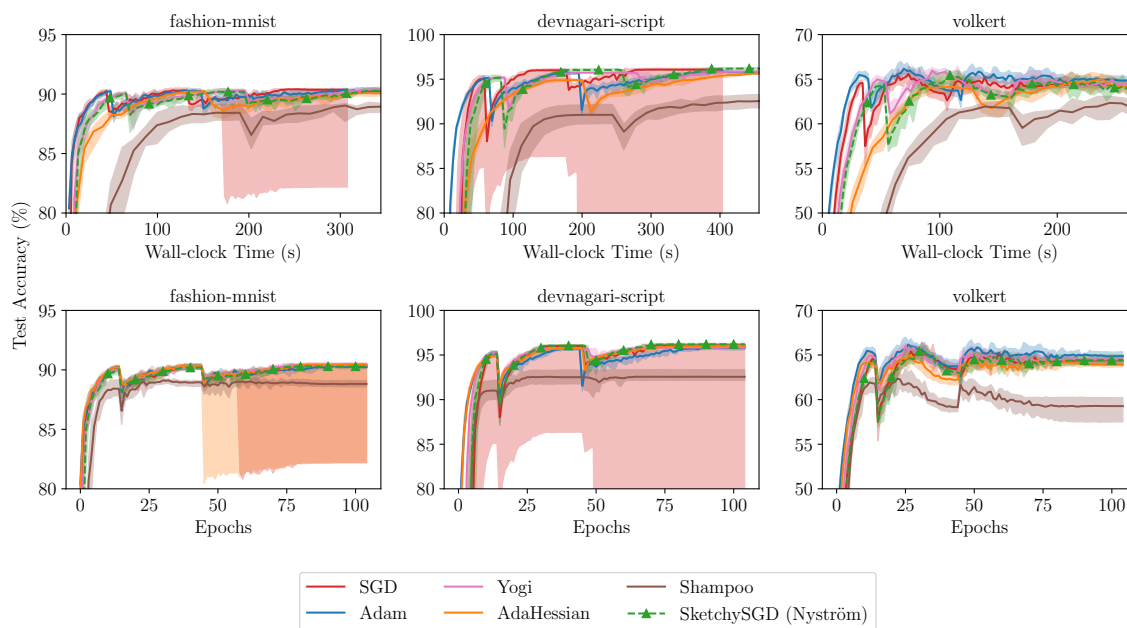 fashion-mnist
devnagari-script
volkert
95
90
85
80
0
100
200
300
Wall-clock Time (s)
100
95
90
85
80
0
100
200
300
400
Wall-clock Time (s)
70
65
60
55
50
0
100
200
Wall-clock Time (s)
Test Accuracy (%)
fashion-mnist
devnagari-script
volkert
95
90
85
80
0
25
50
75
100
Epochs
100
95
90
85
80
0
25
50
75
100
Epochs
70
65
60
55
50
0
25
50
75
100
Epochs
SGD
Adam
Yogi
AdaHessian
Shampoo
SketchySGD (Nyström)